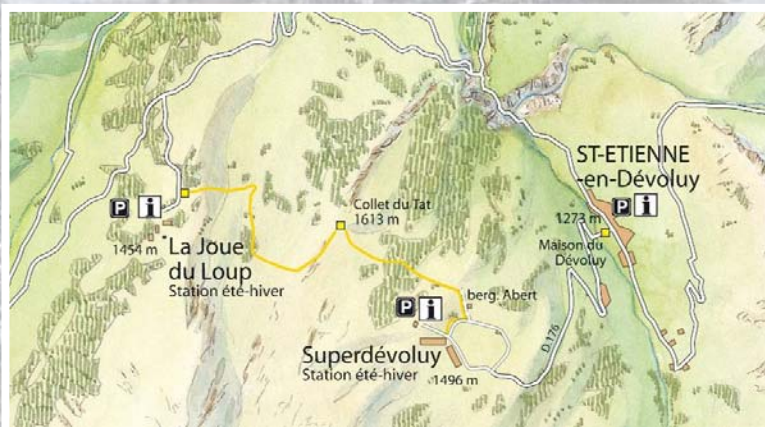 ST-ETIENNE
-en-Dévoluy
P i
1273 m
Maison du
Dévoluy
Collet du Tat
1613 m
P i
1454 m
La Joue
du Loup
Station été-hiver
berg. Abert
P i
D.176
Superdévoluy
Station été-hiver
1496 m